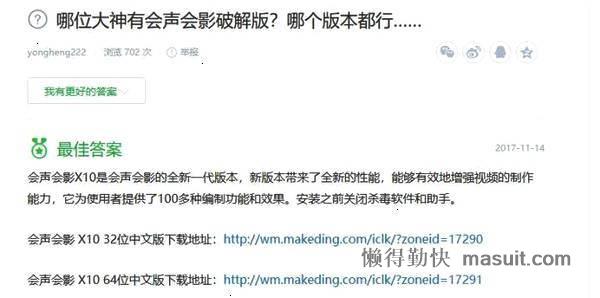 哪位大神有会声会影破解版？哪个版本都行……
yongheng222 浏览 702 次 举报
我有更好的答案
最佳答案 2017-11-14
会声会影X10是会声会影的全新一代版本，新版本带来了全新的性能，能够有效地增强视频的制作
能力，它为使用者提供了100多种编制功能和效果。安装之前关闭杀毒软件和助手。
会声会影 X10 32位中文版下载地址：http://wm.makeding.com/iclk/?zoneid=17290
会声会影 X10 64位中文版下载地址：http://wm.makeding.com/iclk/?zoneid=17291
懒得勤快 masuit.com